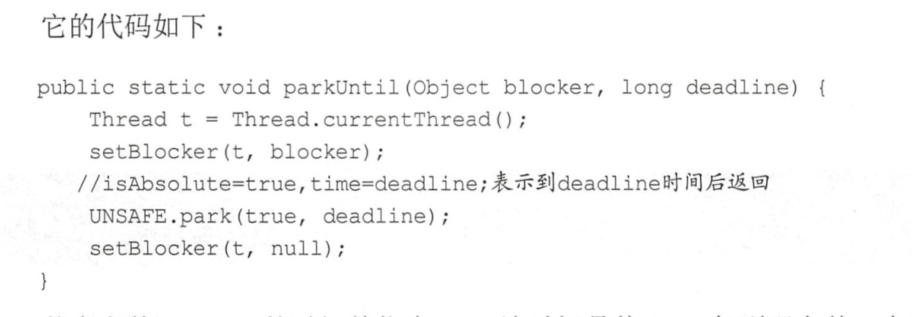 它的代码如下：
public static void parkUntil(Object blocker, long deadline) {
Thread t = Thread.currentThread();
setBlocker(t, blocker);
//isAbsolute=true,time=deadline;表示到deadline时间后返回
UNSAFE.park(true, deadline);
setBlocker(t, null);
}